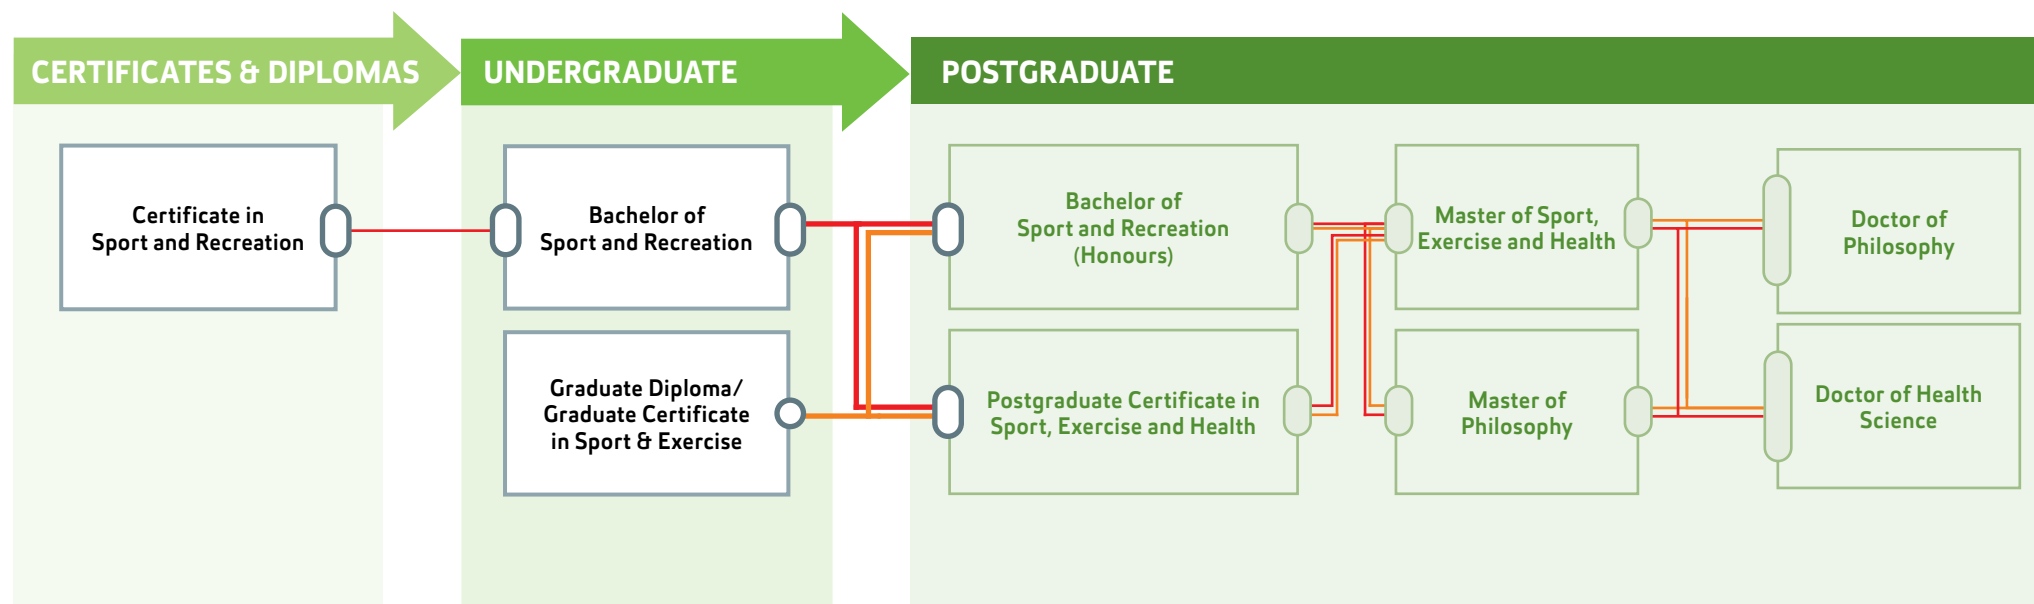 CERTIFICATES & DIPLOMAS
UNDERGRADUATE
POSTGRADUATE
Certificate in
Sport and Recreation
Bachelor of
Sport and Recreation
Graduate Diploma/
Graduate Certificate
in Sport & Exercise
Bachelor of
Sport and Recreation
(Honours)
Postgraduate Certificate in
Sport, Exercise and Health
Master of Sport,
Exercise and Health
Master of
Philosophy
Doctor of
Philosophy
Doctor of Health
Science